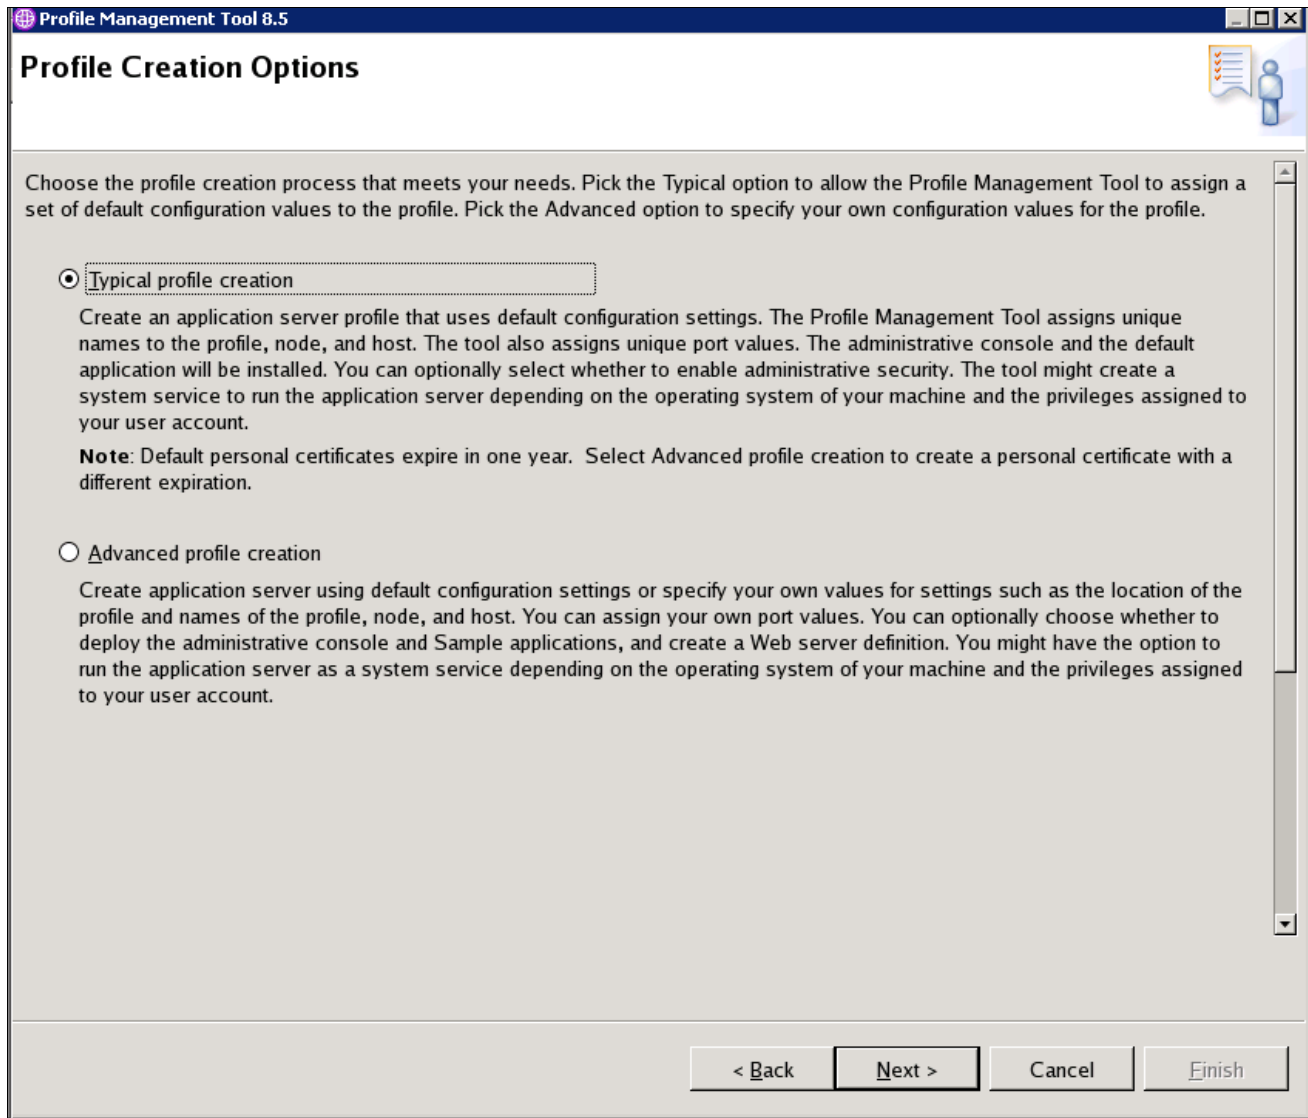 Profile Management Tool 8.5
Profile Creation Options
Choose the profile creation process that meets your needs. Pick the Typical option to allow the Profile Management Tool to assign a
set of default configuration values to the profile. Pick the Advanced option to specify your own configuration values for the profile.
Typical profile creation
Create an application server profile that uses default configuration settings. The Profile Management Tool assigns unique
names to the profile, node, and host. The tool also assigns unique port values. The administrative console and the default
application will be installed. You can optionally select whether to enable administrative security. The tool might create a
system service to run the application server depending on the operating system of your machine and the privileges assigned to
your user account.
Note: Default personal certificates expire in one year.  Select Advanced profile creation to create a personal certificate with a
different expiration.
Advanced profile creation
Create application server using default configuration settings or specify your own values for settings such as the location of the
profile and names of the profile, node, and host. You can assign your own port values. You can optionally choose whether to
deploy the administrative console and Sample applications, and create a Web server definition. You might have the option to
run the application server as a system service depending on the operating system of your machine and the privileges assigned
to your user account.
< Back Next > Cancel Finish